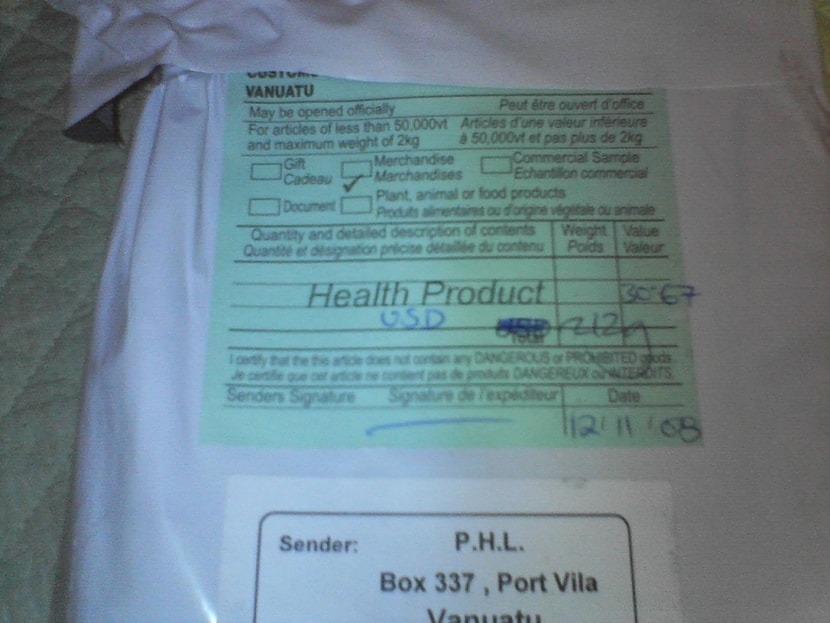 CUSTOMS
VANUATU
May be opened officially Peut être ouvert d'office
For articles of less than 50,000vt Articles d'une valeur inférieure
and maximum weight of 2kg à 50,000vt et pas plus de 2kg
Gift Merchandise Commercial Sample
Cadeau Marchandises Echantillon commercial
Document Plant, animal or food products
Produits alimentaires ou d'origine végétale ou animale
Quantity and detailed description of contents Weight Value
Quantité et désignation précise détaillée du contenu Poids Valeur
Health Product 30.67
USD 212g
Total
I certify that the this article does not contain any DANGEROUS or PROHIBITED goods.
Je certifie que cet article ne contient pas de produits DANGEREUX ou INTERDITS.
Senders Signature Signature de l'expéditeur Date
12 11 08
Sender: P.H.L.
Box 337 , Port Vila
Vanuatu